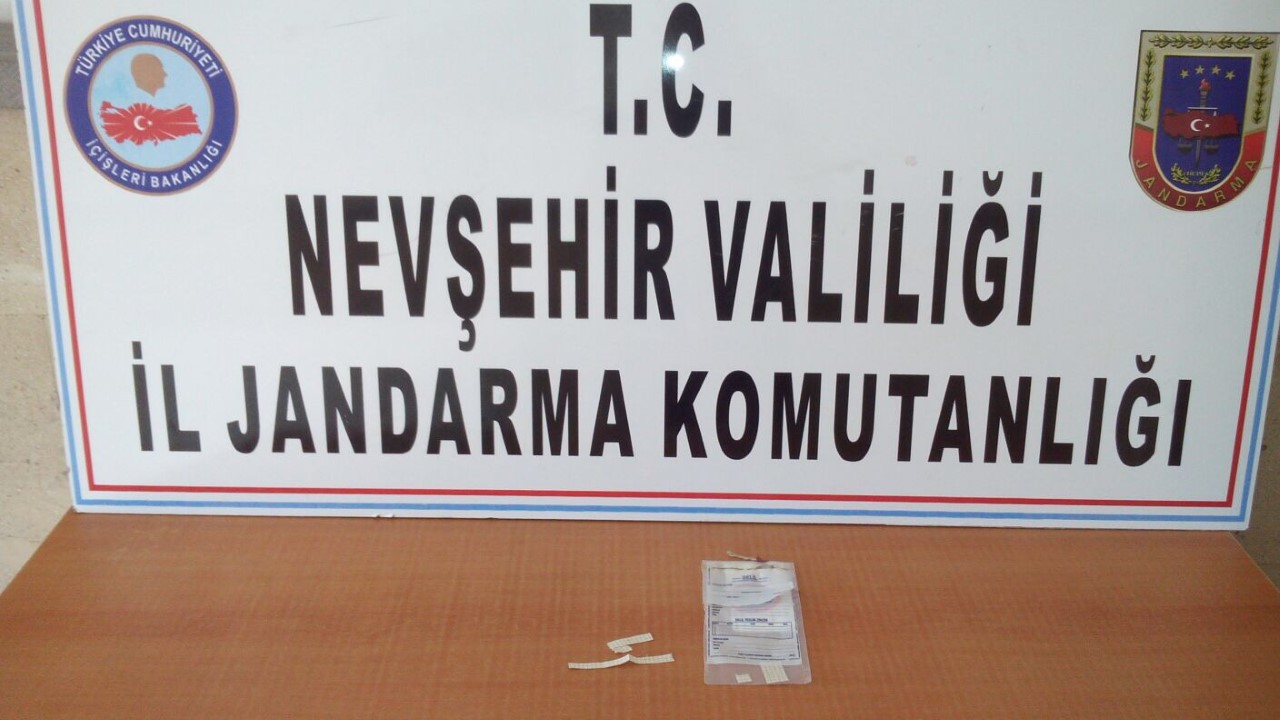 TÜRKİYE CUMHURİYETİ
İÇİŞLERİ BAKANLIĞI
T.C.
JANDARMA
NEVŞEHİR VALİLİĞİ
İL JANDARMA KOMUTANLIĞI